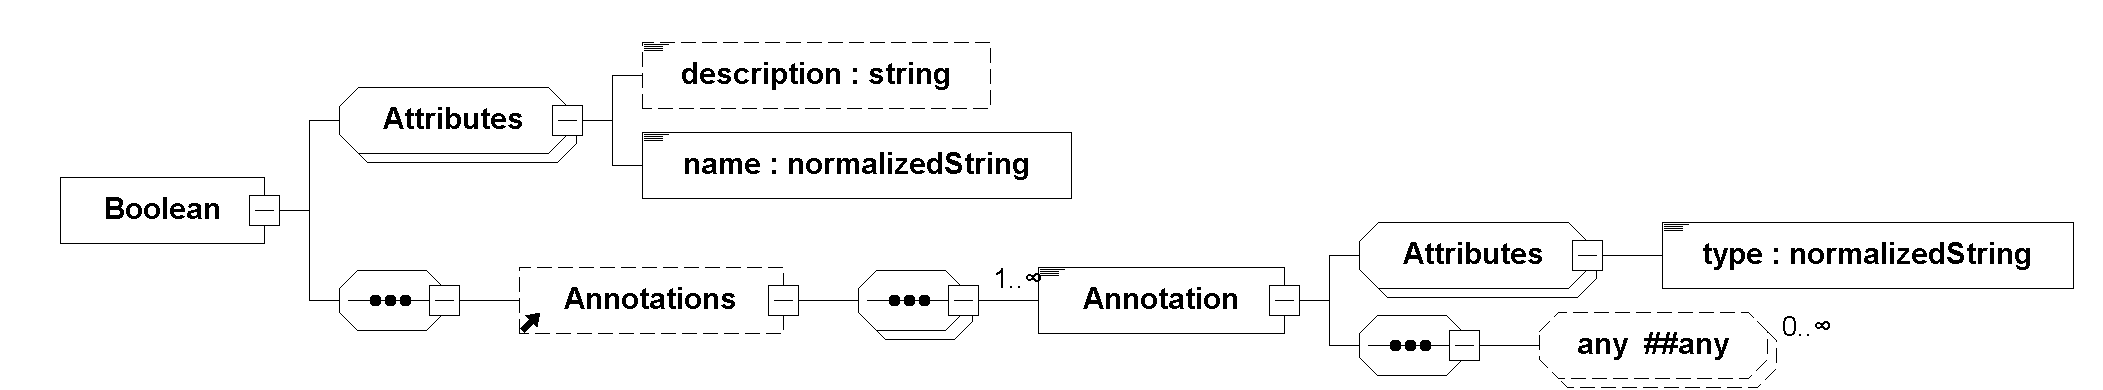 description : string
Attributes
name : normalizedString
Boolean
Attributes
type : normalizedString
Annotations
1..∞
Annotation
any ##any
0..∞